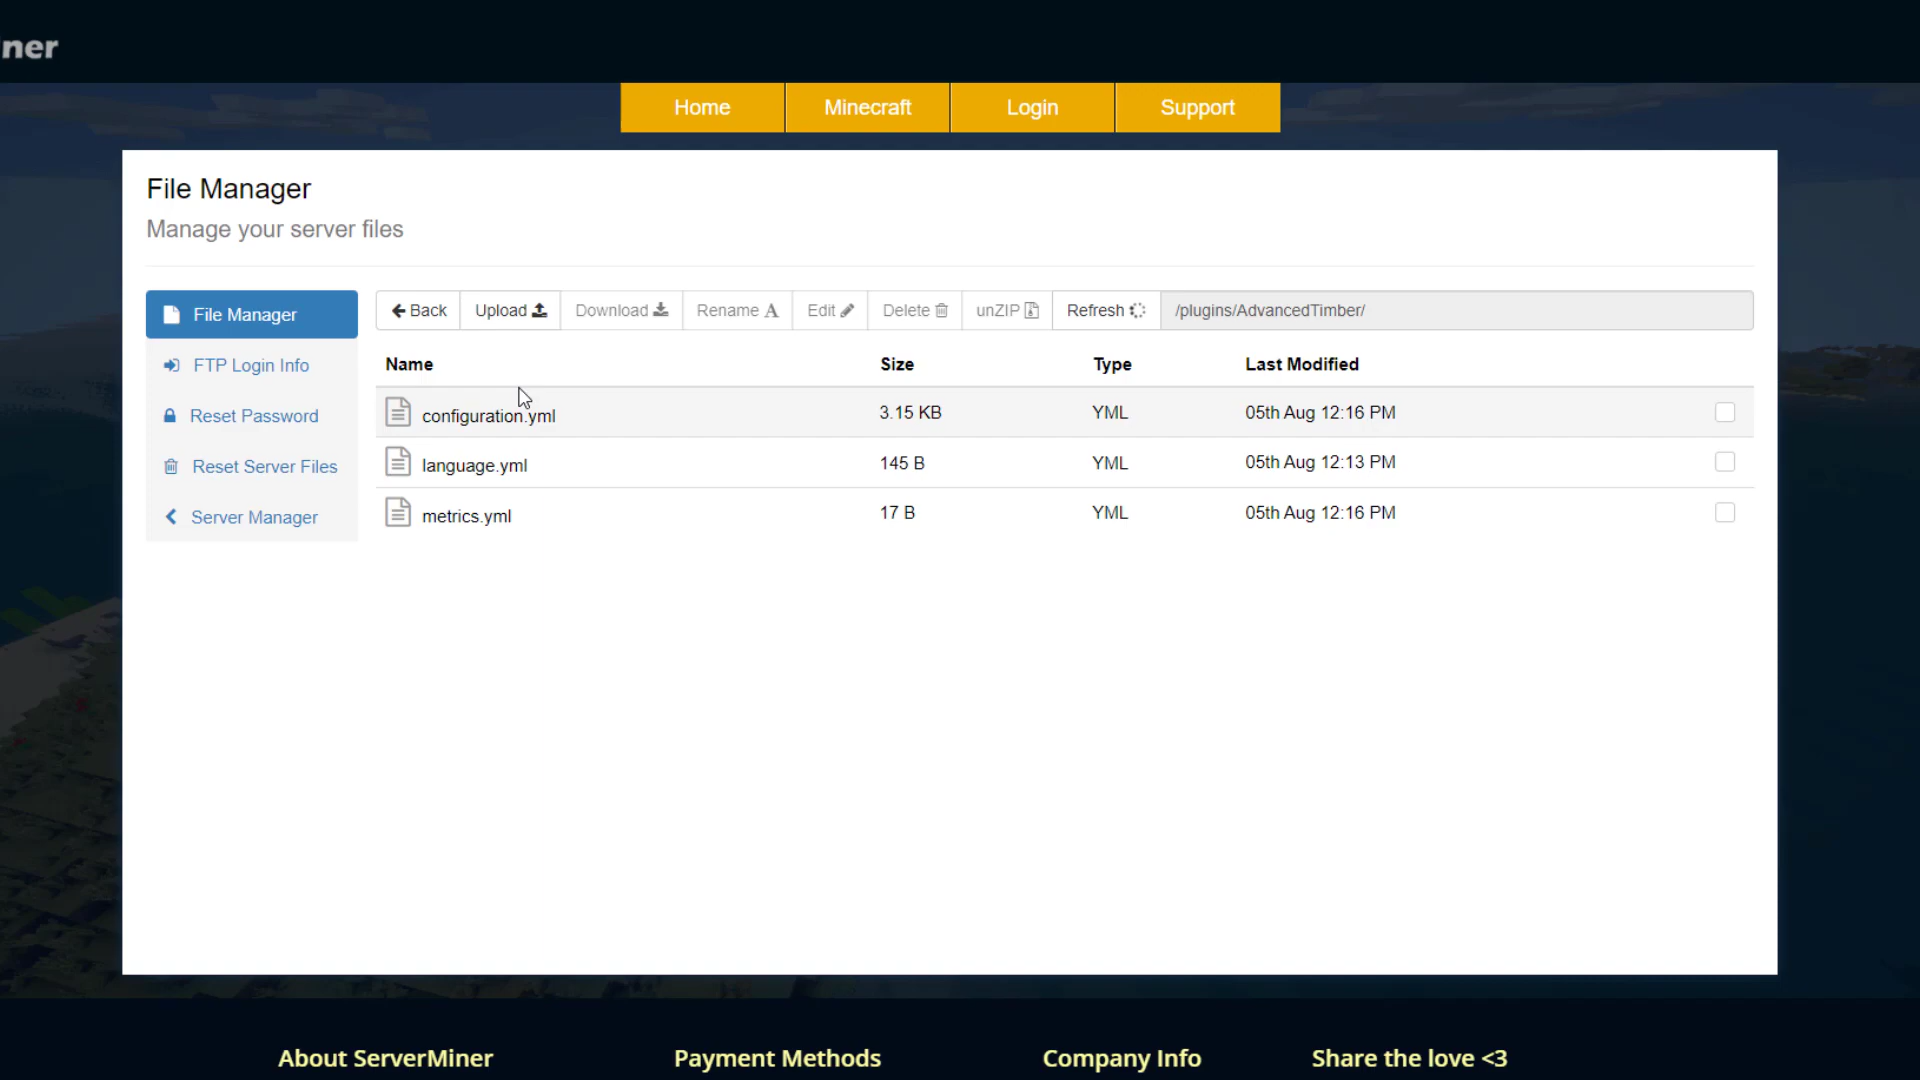 ner
Home Minecraft Login Support
File Manager
Manage your server files
File Manager
FTP Login Info
Reset Password
Reset Server Files
Server Manager
Back Upload Download Rename Edit Delete unZIP Refresh /plugins/AdvancedTimber/
Name Size Type Last Modified
configuration.yml 3.15 KB YML 05th Aug 12:16 PM
language.yml 145 B YML 05th Aug 12:13 PM
metrics.yml 17 B YML 05th Aug 12:16 PM
About ServerMiner Payment Methods Company Info Share the love <3